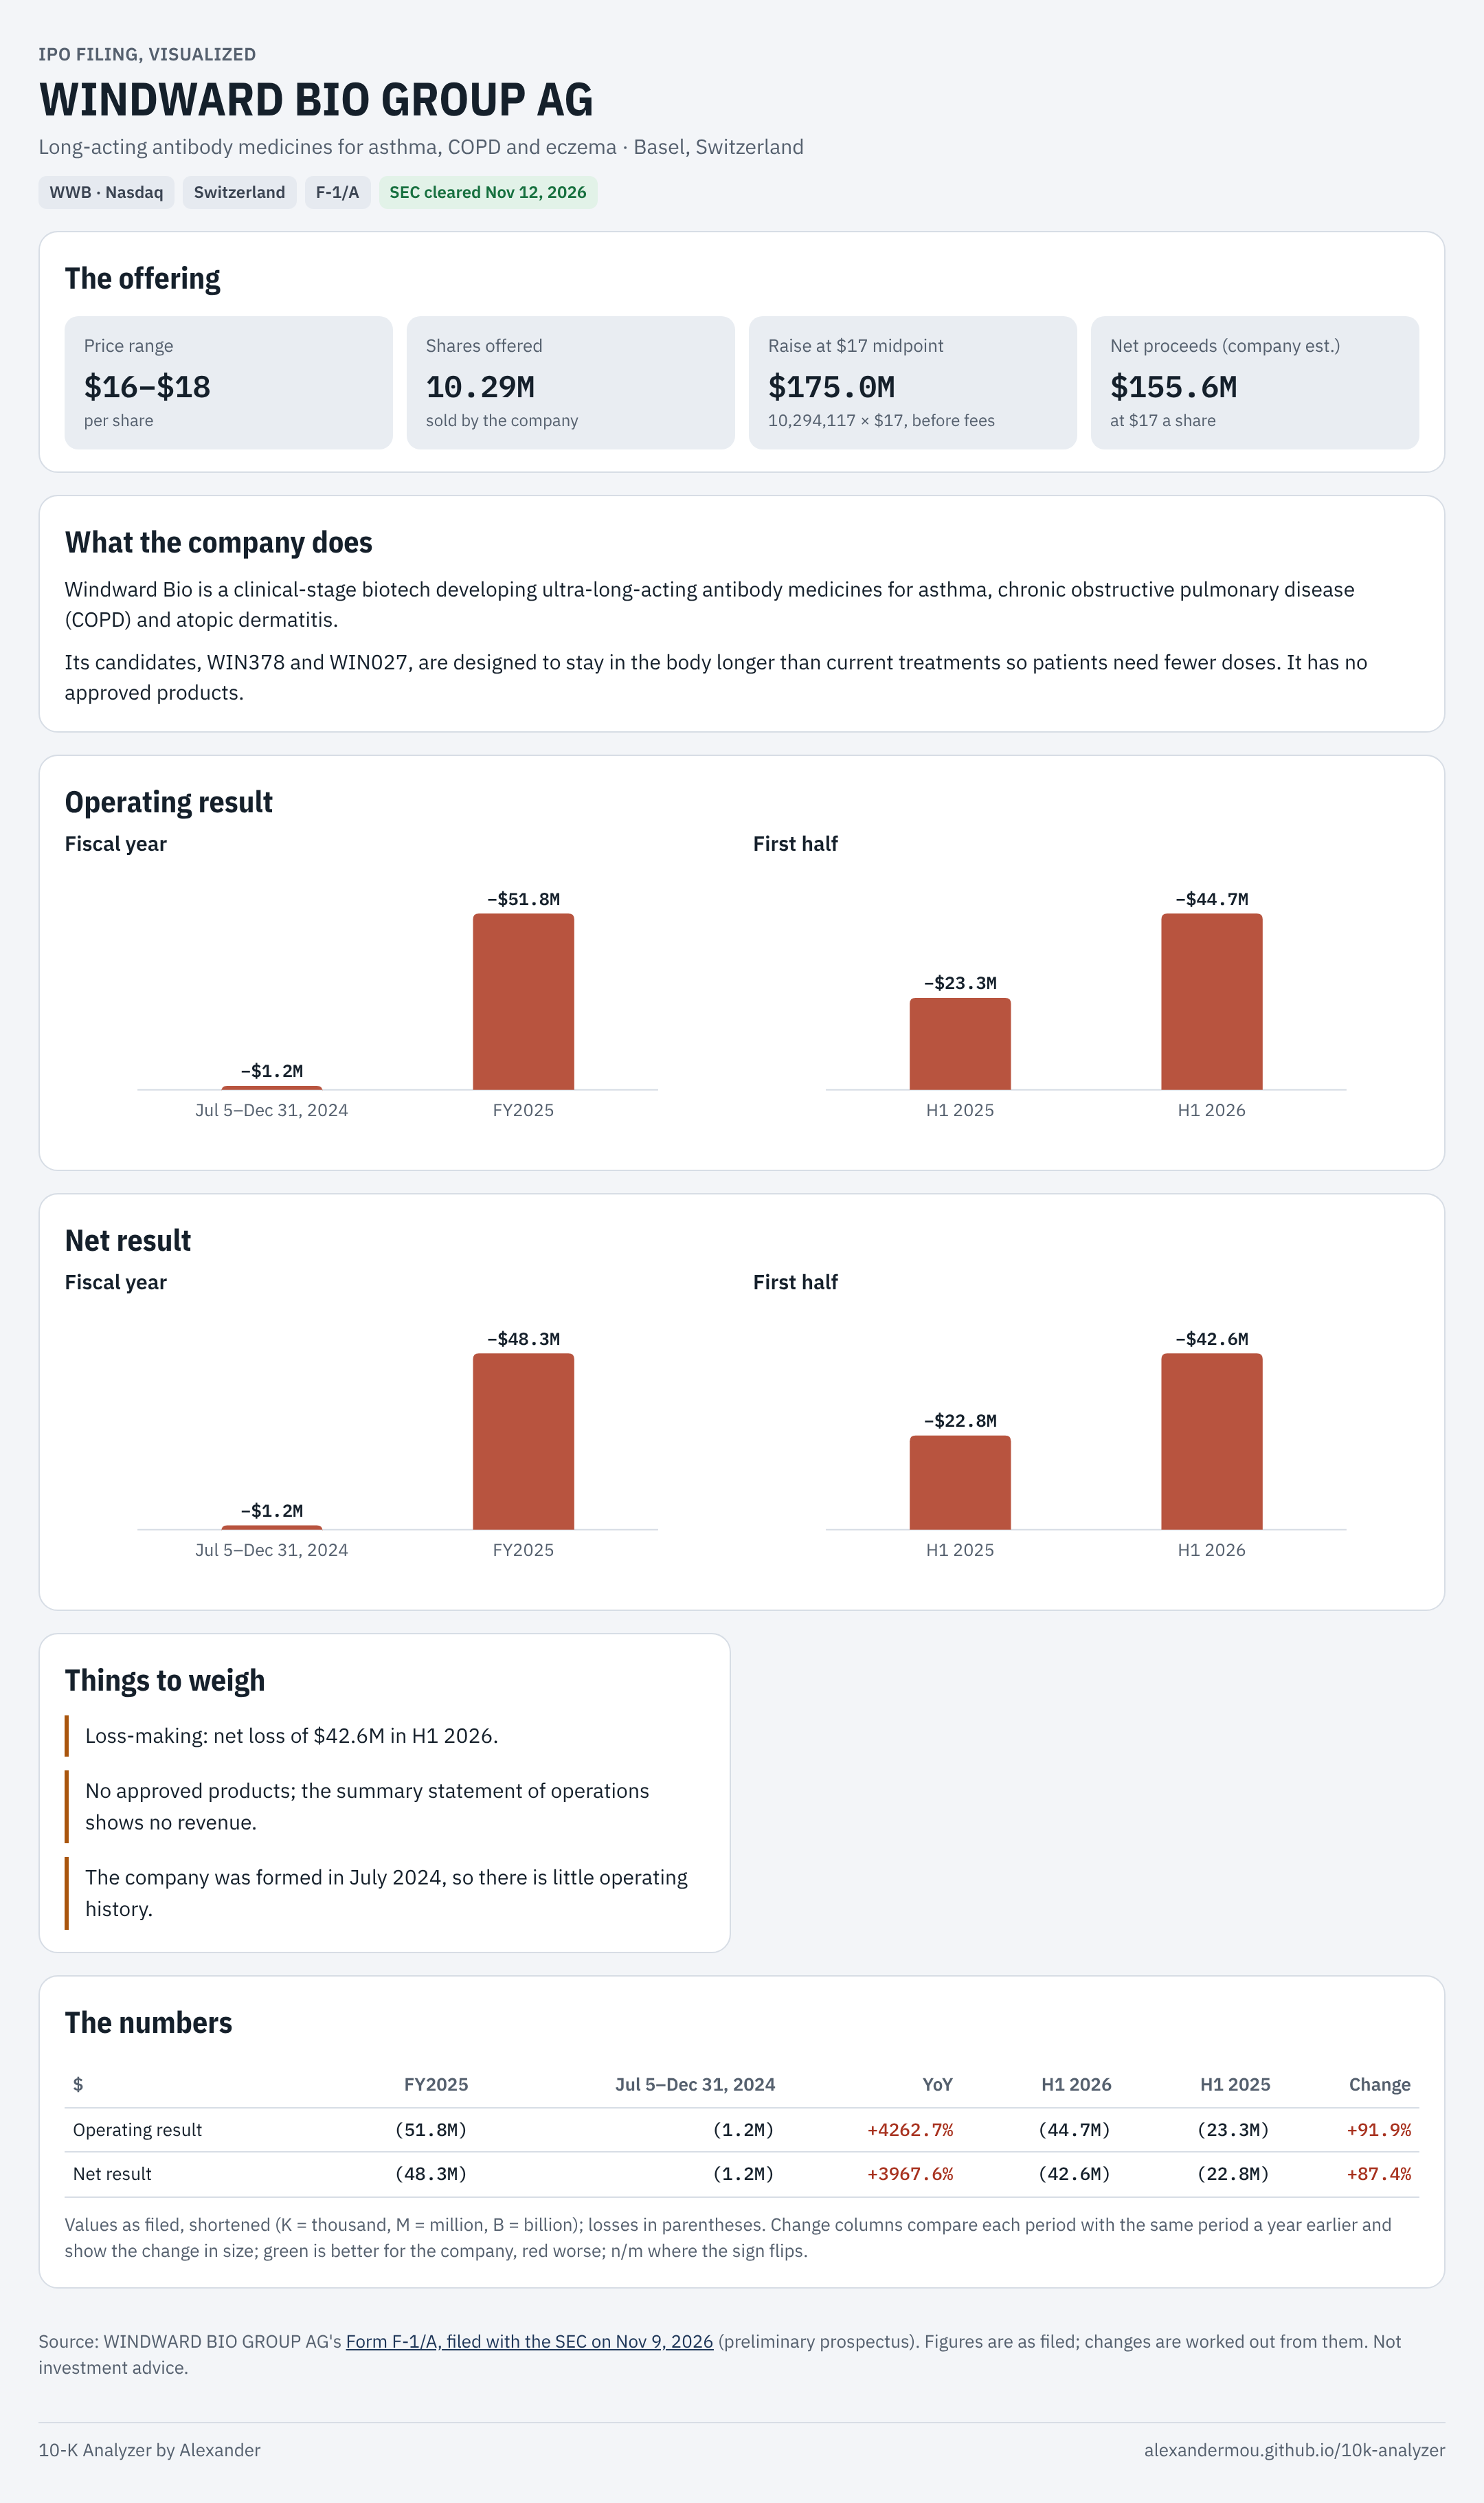 IPO FILING, VISUALIZED
WINDWARD BIO GROUP AG
Long-acting antibody medicines for asthma, COPD and eczema · Basel, Switzerland
WWB · Nasdaq
Switzerland
F-1/A
SEC cleared Nov 12, 2026
The offering
Price range
$16–$18
per share
Shares offered
10.29M
sold by the company
Raise at $17 midpoint
$175.0M
10,294,117 × $17, before fees
Net proceeds (company est.)
$155.6M
at $17 a share
What the company does
Windward Bio is a clinical-stage biotech developing ultra-long-acting antibody medicines for asthma, chronic obstructive pulmonary disease
(COPD) and atopic dermatitis.
Its candidates, WIN378 and WIN027, are designed to stay in the body longer than current treatments so patients need fewer doses. It has no
approved products.
Operating result
Fiscal year
–$1.2M
–$51.8M
Jul 5–Dec 31, 2024
FY2025
First half
–$23.3M
–$44.7M
H1 2025
H1 2026
Net result
Fiscal year
–$1.2M
–$48.3M
Jul 5–Dec 31, 2024
FY2025
First half
–$22.8M
–$42.6M
H1 2025
H1 2026
Things to weigh
Loss-making: net loss of $42.6M in H1 2026.
No approved products; the summary statement of operations
shows no revenue.
The company was formed in July 2024, so there is little operating
history.
The numbers
$ FY2025 Jul 5–Dec 31, 2024 YoY H1 2026 H1 2025 Change
Operating result (51.8M) (1.2M) +4262.7% (44.7M) (23.3M) +91.9%
Net result (48.3M) (1.2M) +3967.6% (42.6M) (22.8M) +87.4%
Values as filed, shortened (K = thousand, M = million, B = billion); losses in parentheses. Change columns compare each period with the same period a year earlier and
show the change in size; green is better for the company, red worse; n/m where the sign flips.
Source: WINDWARD BIO GROUP AG's Form F-1/A, filed with the SEC on Nov 9, 2026 (preliminary prospectus). Figures are as filed; changes are worked out from them. Not
investment advice.
10-K Analyzer by Alexander
alexandermou.github.io/10k-analyzer